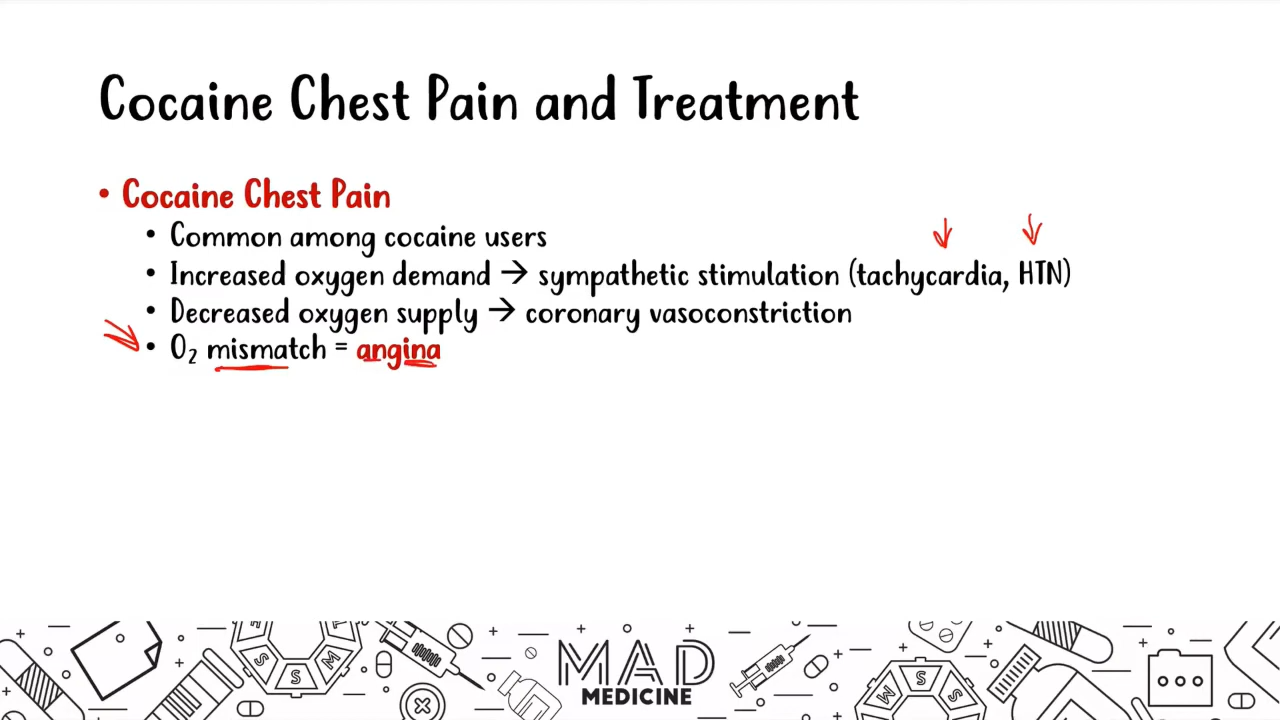 Cocaine Chest Pain and Treatment
• Cocaine Chest Pain
• Common among cocaine users
• Increased oxygen demand → sympathetic stimulation (tachycardia, HTN)
• Decreased oxygen supply → coronary vasoconstriction
• O₂ mismatch = angina
S
S
M
M
S
S
MAD
MEDICINE